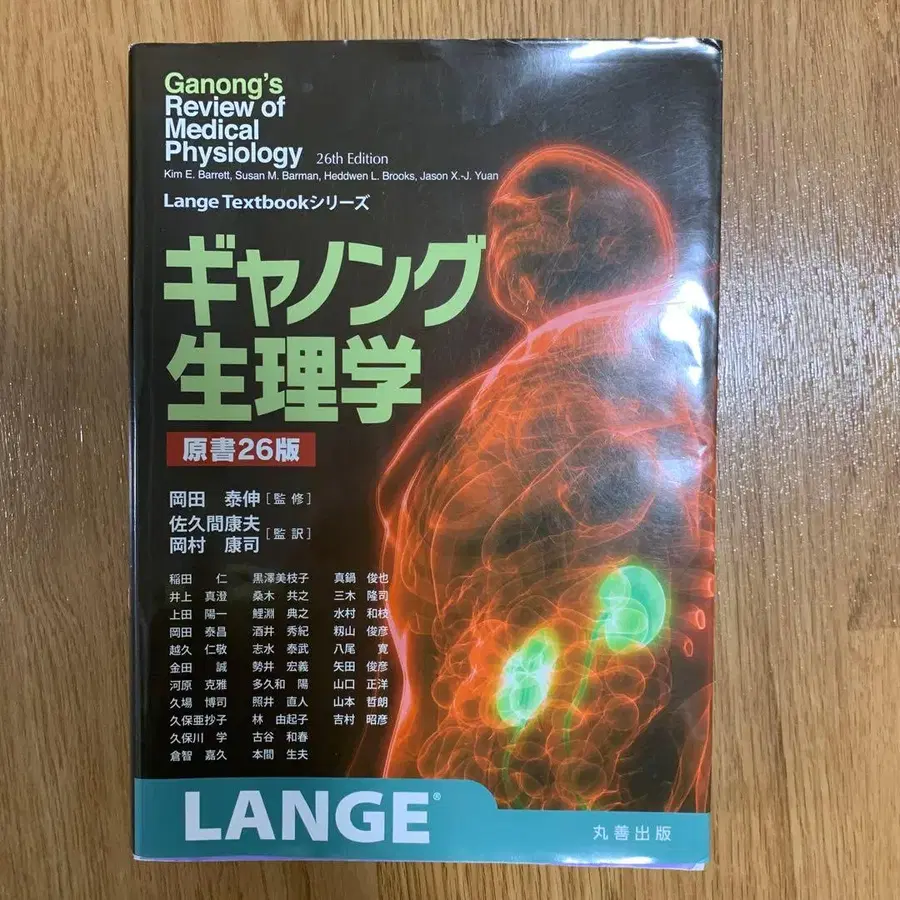 Ganong's
Review of
Medical
Physiology 26th Edition
Kim E. Barrett, Susan M. Barman, Heddwen L. Brooks, Jason X.-J. Yuan
Lange Textbookシリーズ
ギャノング
生理学
原書26版
岡田 泰伸[監修]
佐久間康夫
岡村 康司[監訳]
稲田 仁 黒澤美枝子 真鍋 俊也
井上 真澄 桑木 共之 三木 隆司
上田 陽一 鯉淵 典之 水村 和枝
岡田 泰昌 酒井 秀紀 籾山 俊彦
越久 仁敬 志水 泰武 八尾 寛
金田 誠 勢井 宏義 矢田 俊彦
河原 克雅 多久和 陽 山口 正洋
久場 博司 照井 直人 山本 哲朗
久保亜抄子 林 由起子 吉村 昭彦
久保川 学 古谷 和春
倉智 嘉久 本間 生夫
LANGE®
丸善出版